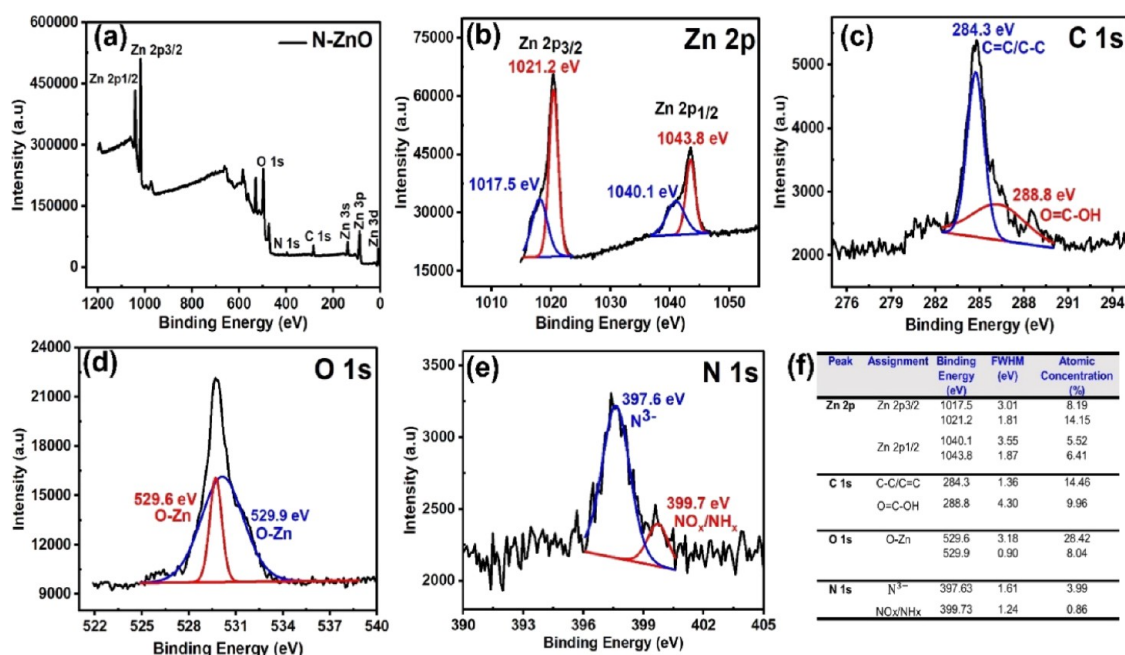 (a)
Zn 2p3/2
N-ZnO
Zn 2p1/2
O 1s
N 1s
C 1s
Zn 3s
Zn 3p
Zn 3d
600000
450000
300000
150000
0
1200 1000 800 600 400 200 0
Intensity (a.u)
Binding Energy (eV)
(b)
Zn 2p
Zn 2p3/2
1021.2 eV
Zn 2p1/2
1043.8 eV
1017.5 eV
1040.1 eV
75000
60000
45000
30000
15000
1010 1020 1030 1040 1050
Intensity (a.u)
Binding Energy (eV)
(c)
284.3 eV
C=C/C-C
C 1s
288.8 eV
O=C-OH
5000
4000
3000
2000
276 279 282 285 288 291 294
Intensity (a.u)
Binding Energy (eV)
(d)
O 1s
529.6 eV
O-Zn
529.9 eV
O-Zn
24000
21000
18000
15000
12000
9000
522 525 528 531 534 537 540
Intensity (a.u)
Binding Energy (eV)
(e)
N 1s
397.6 eV
N3-
399.7 eV
NOx/NHx
3500
3000
2500
2000
390 393 396 399 402 405
Intensity (a.u)
Binding Energy (eV)
(f)
Peak Assignment Binding Energy (eV) FWHM (eV) Atomic Concentration (%)
Zn 2p Zn 2p3/2 1017.5 3.01 8.19
1021.2 1.81 14.15
Zn 2p1/2 1040.1 3.55 5.52
1043.8 1.87 6.41
C 1s C-C/C=C 284.3 1.36 14.46
O=C-OH 288.8 4.30 9.96
O 1s O-Zn 529.6 3.18 28.42
529.9 0.90 8.04
N 1s N3- 397.63 1.61 3.99
NOx/NHx 399.73 1.24 0.86